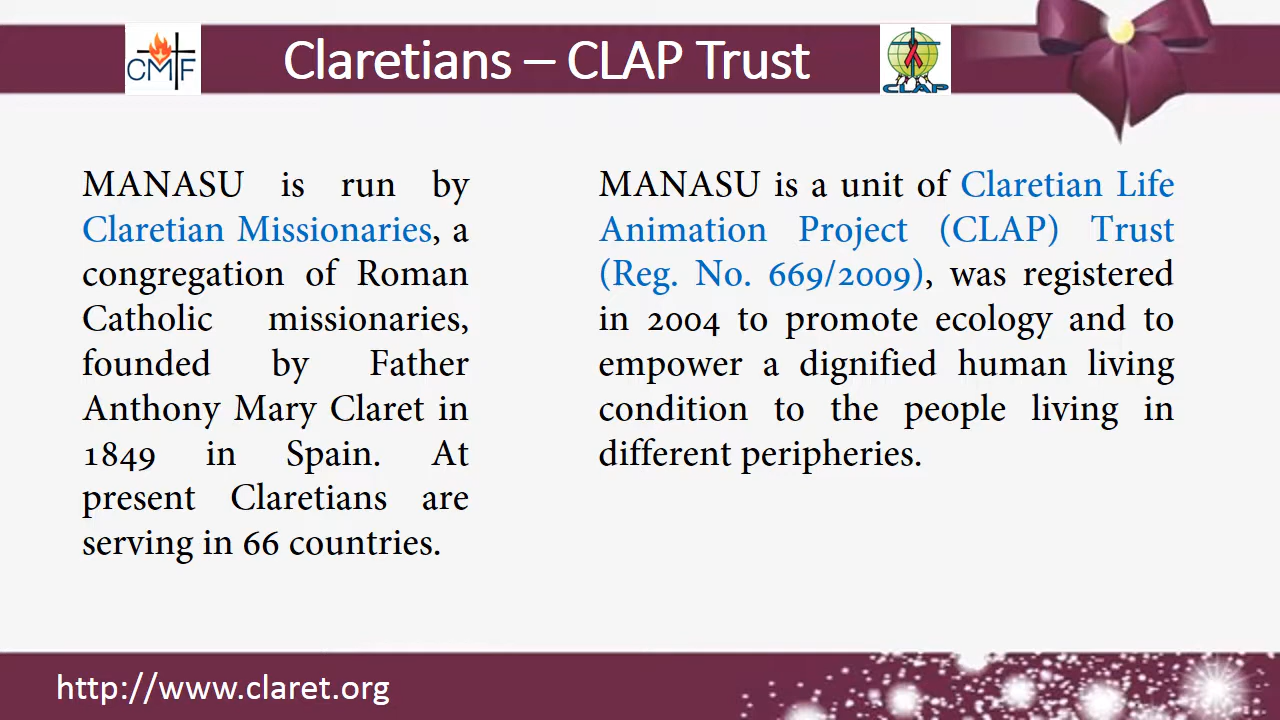 CMF
Claretians – CLAP Trust
CLAP
MANASU is run by
Claretian Missionaries, a
congregation of Roman
Catholic missionaries,
founded by Father
Anthony Mary Claret in
1849 in Spain. At
present Claretians are
serving in 66 countries.
MANASU is a unit of Claretian Life
Animation Project (CLAP) Trust
(Reg. No. 669/2009), was registered
in 2004 to promote ecology and to
empower a dignified human living
condition to the people living in
different peripheries.
http://www.claret.org